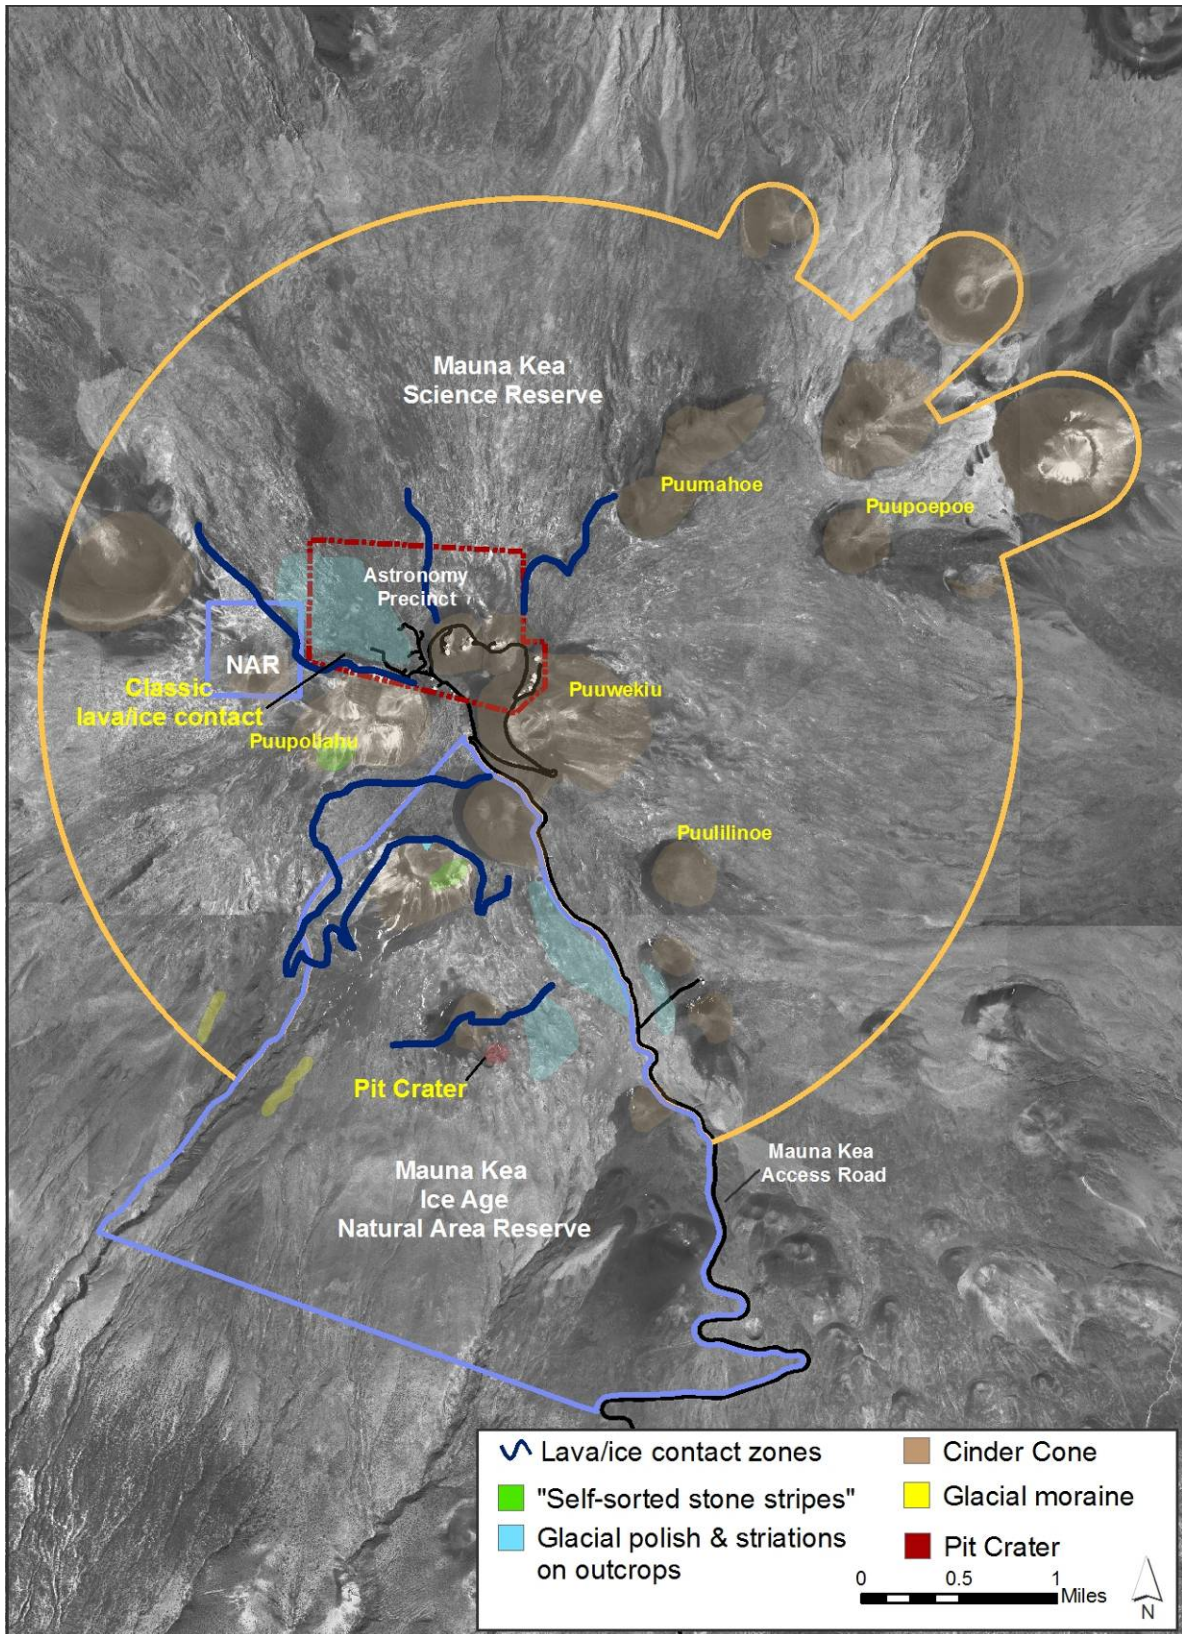 Mauna Kea
Science Reserve
Puumahoe
Puupoepoe
Astronomy
Precinct
NAR
Classic
lava/ice contact
Puuwekiu
Puupoliahu
Puulilinoe
Pit Crater
Mauna Kea
Ice Age
Natural Area Reserve
Mauna Kea
Access Road
Lava/ice contact zones
"Self-sorted stone stripes"
Glacial polish & striations
on outcrops
Cinder Cone
Glacial moraine
Pit Crater
0 0.5 1
Miles
N